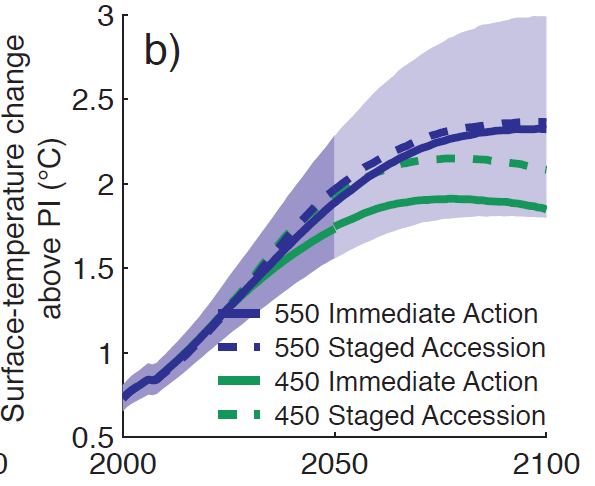 Surface-temperature change
above PI (°C)
b)
3
2.5
2
1.5
1
0.5
550 Immediate Action
550 Staged Accession
450 Immediate Action
450 Staged Accession
0
2000
2050
2100